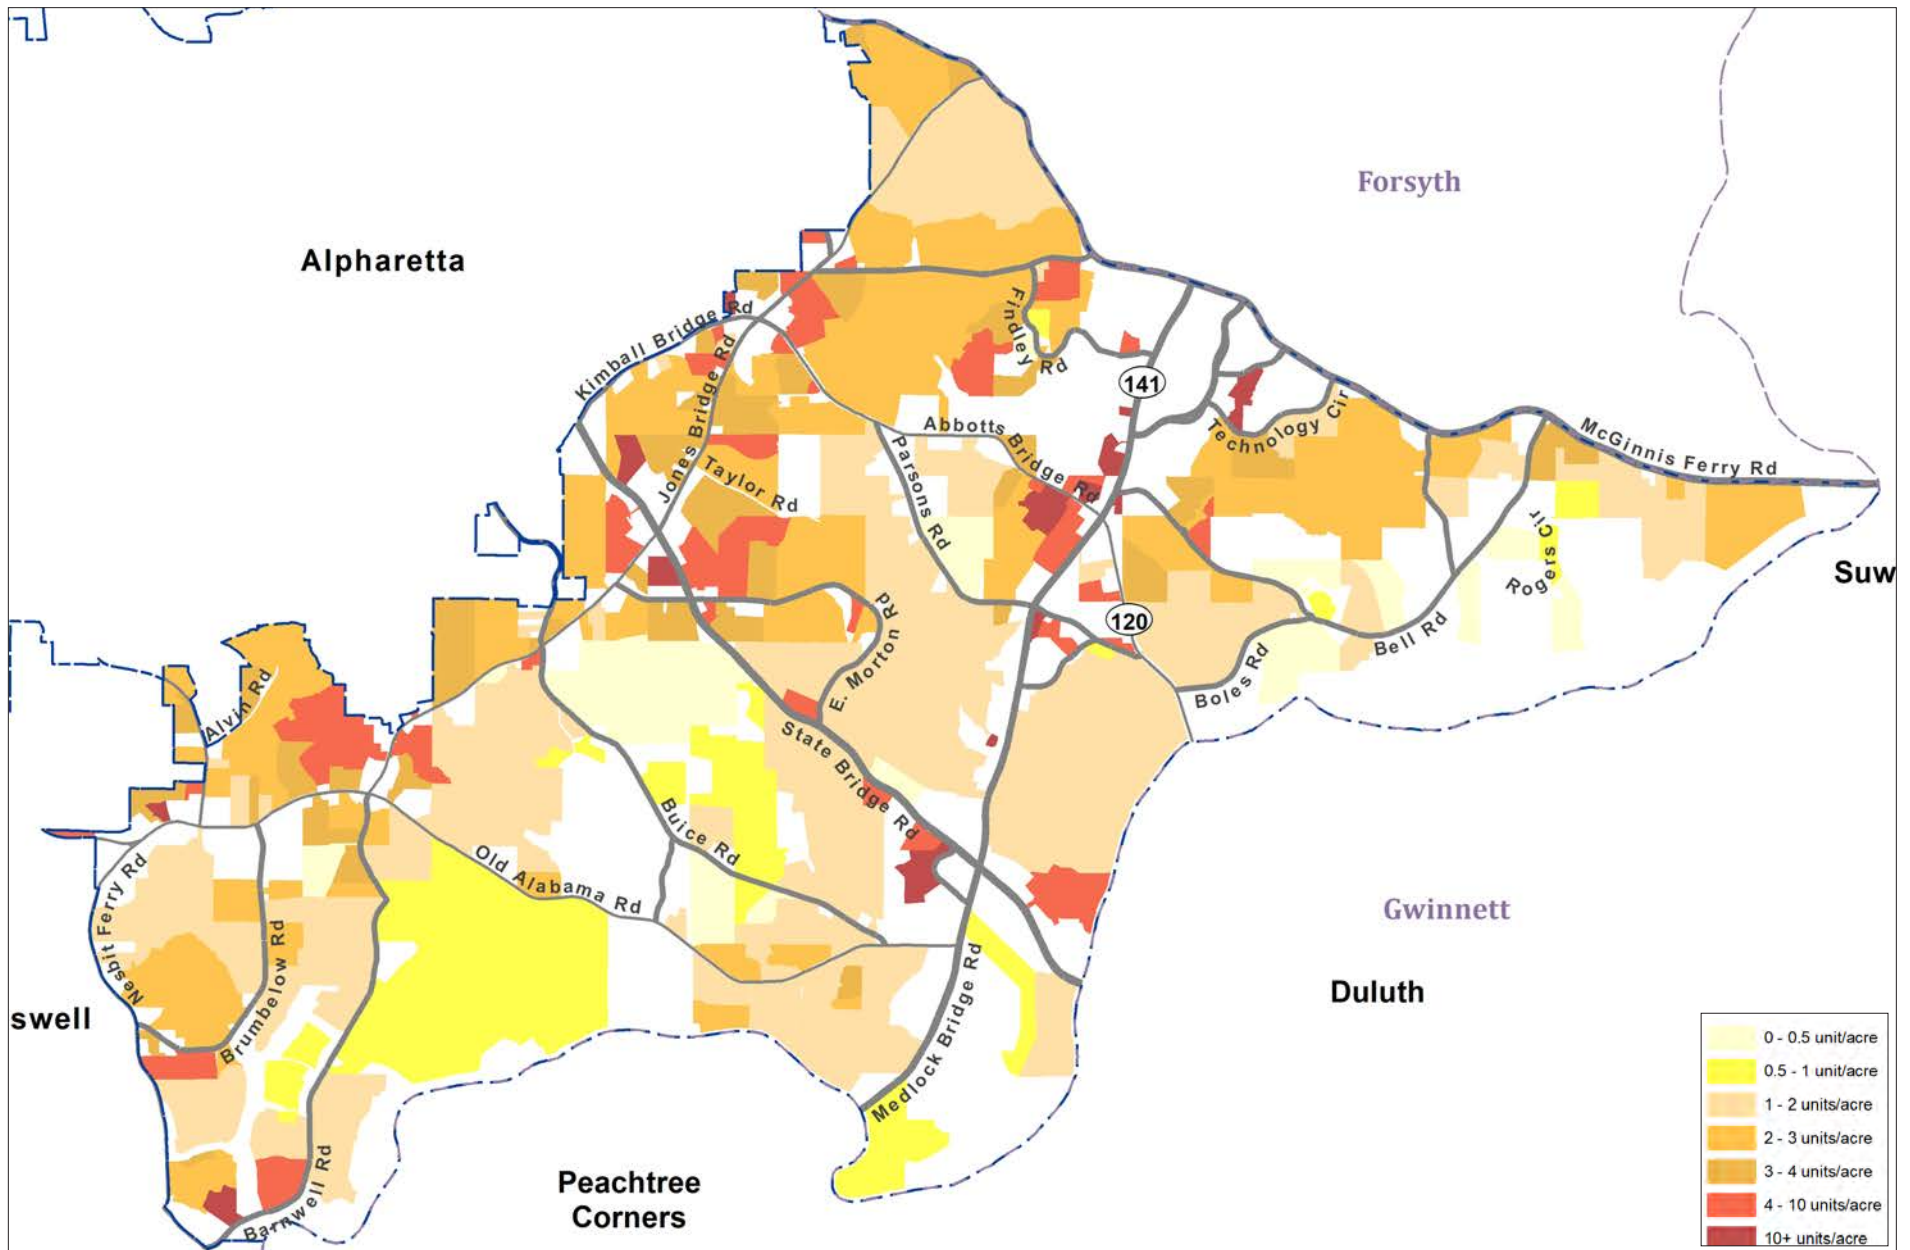 Forsyth
Alpharetta
Kimball Bridge Rd
Findley Rd
141
Jones Bridge Rd
Abbotts Bridge Rd
Technology Cir
McGinnis Ferry Rd
Taylor Rd
Parsons Rd
Rogers Cir
Suw
120
E. Morton Rd
Bell Rd
Boles Rd
Alvin Rd
State Bridge Rd
Buice Rd
Old Alabama Rd
Nesbit Ferry Rd
Gwinnett
Brumbelow Rd
Medlock Bridge Rd
Duluth
swell
Barnwell Rd
Peachtree
Corners
0 - 0.5 unit/acre
0.5 - 1 unit/acre
1 - 2 units/acre
2 - 3 units/acre
3 - 4 units/acre
4 - 10 units/acre
10+ units/acre